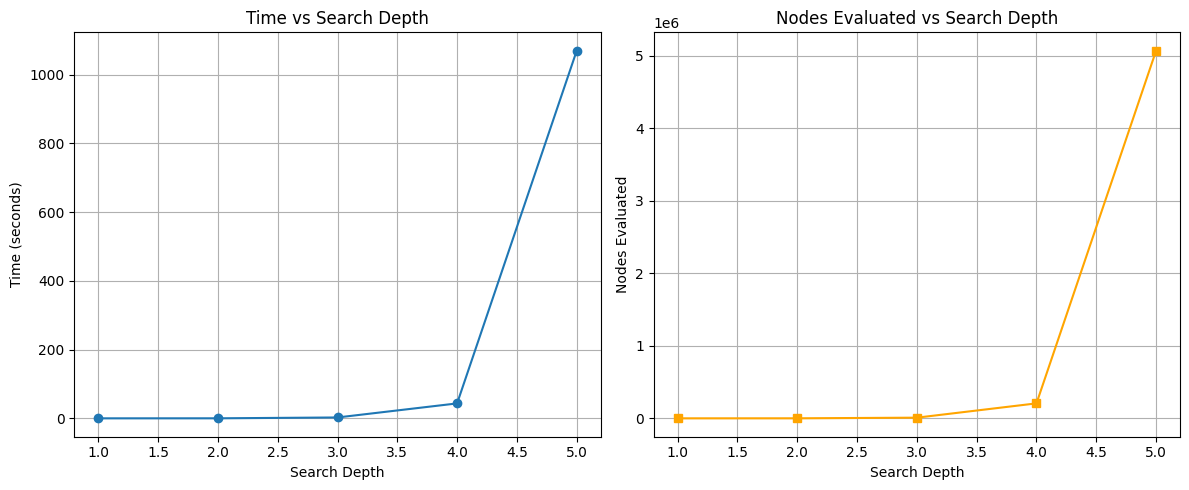 Time vs Search Depth
Time (seconds)
1000
800
600
400
200
0
1.0 1.5 2.0 2.5 3.0 3.5 4.0 4.5 5.0
Search Depth
Nodes Evaluated vs Search Depth
1e6
Nodes Evaluated
5
4
3
2
1
0
1.0 1.5 2.0 2.5 3.0 3.5 4.0 4.5 5.0
Search Depth